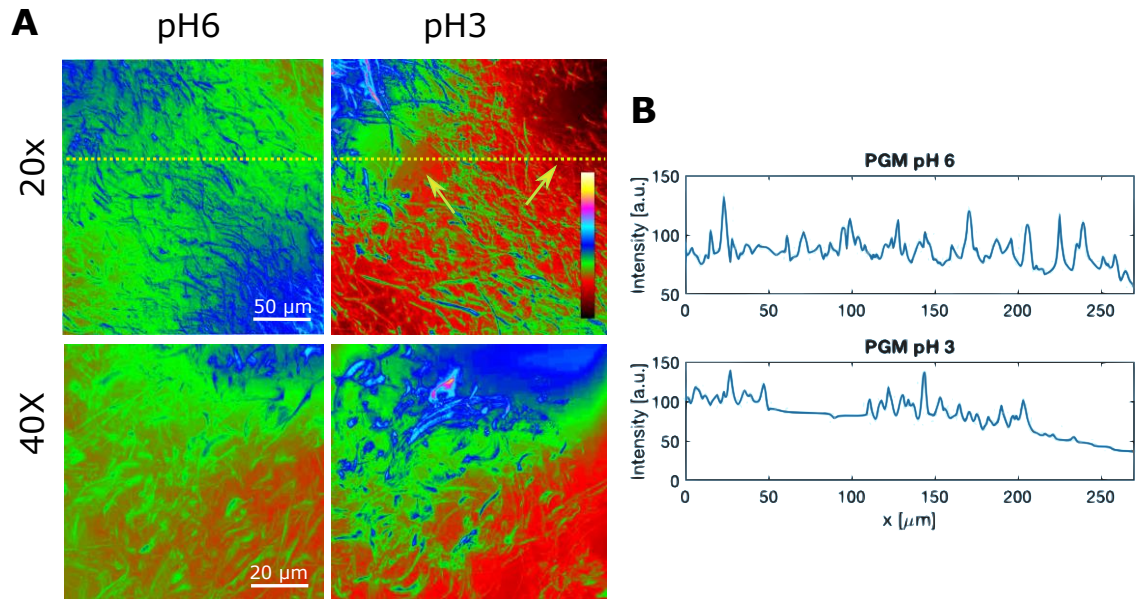 A
pH6
pH3
20x
50 µm
40X
20 µm
B
PGM pH 6
Intensity [a.u.]
150
100
50
0 50 100 150 200 250
PGM pH 3
Intensity [a.u.]
150
100
50
0
0 50 100 150 200 250
x [µm]